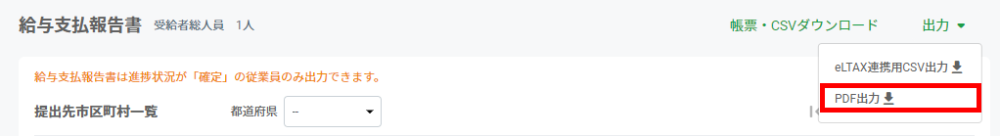 給与支払報告書 受給者総人員 1人 帳票・CSVダウンロード 出力
eLTAX連携用CSV出力
給与支払報告書は進捗状況が「確定」の従業員のみ出力できます。
PDF出力
提出先市区町村一覧 都道府県 --